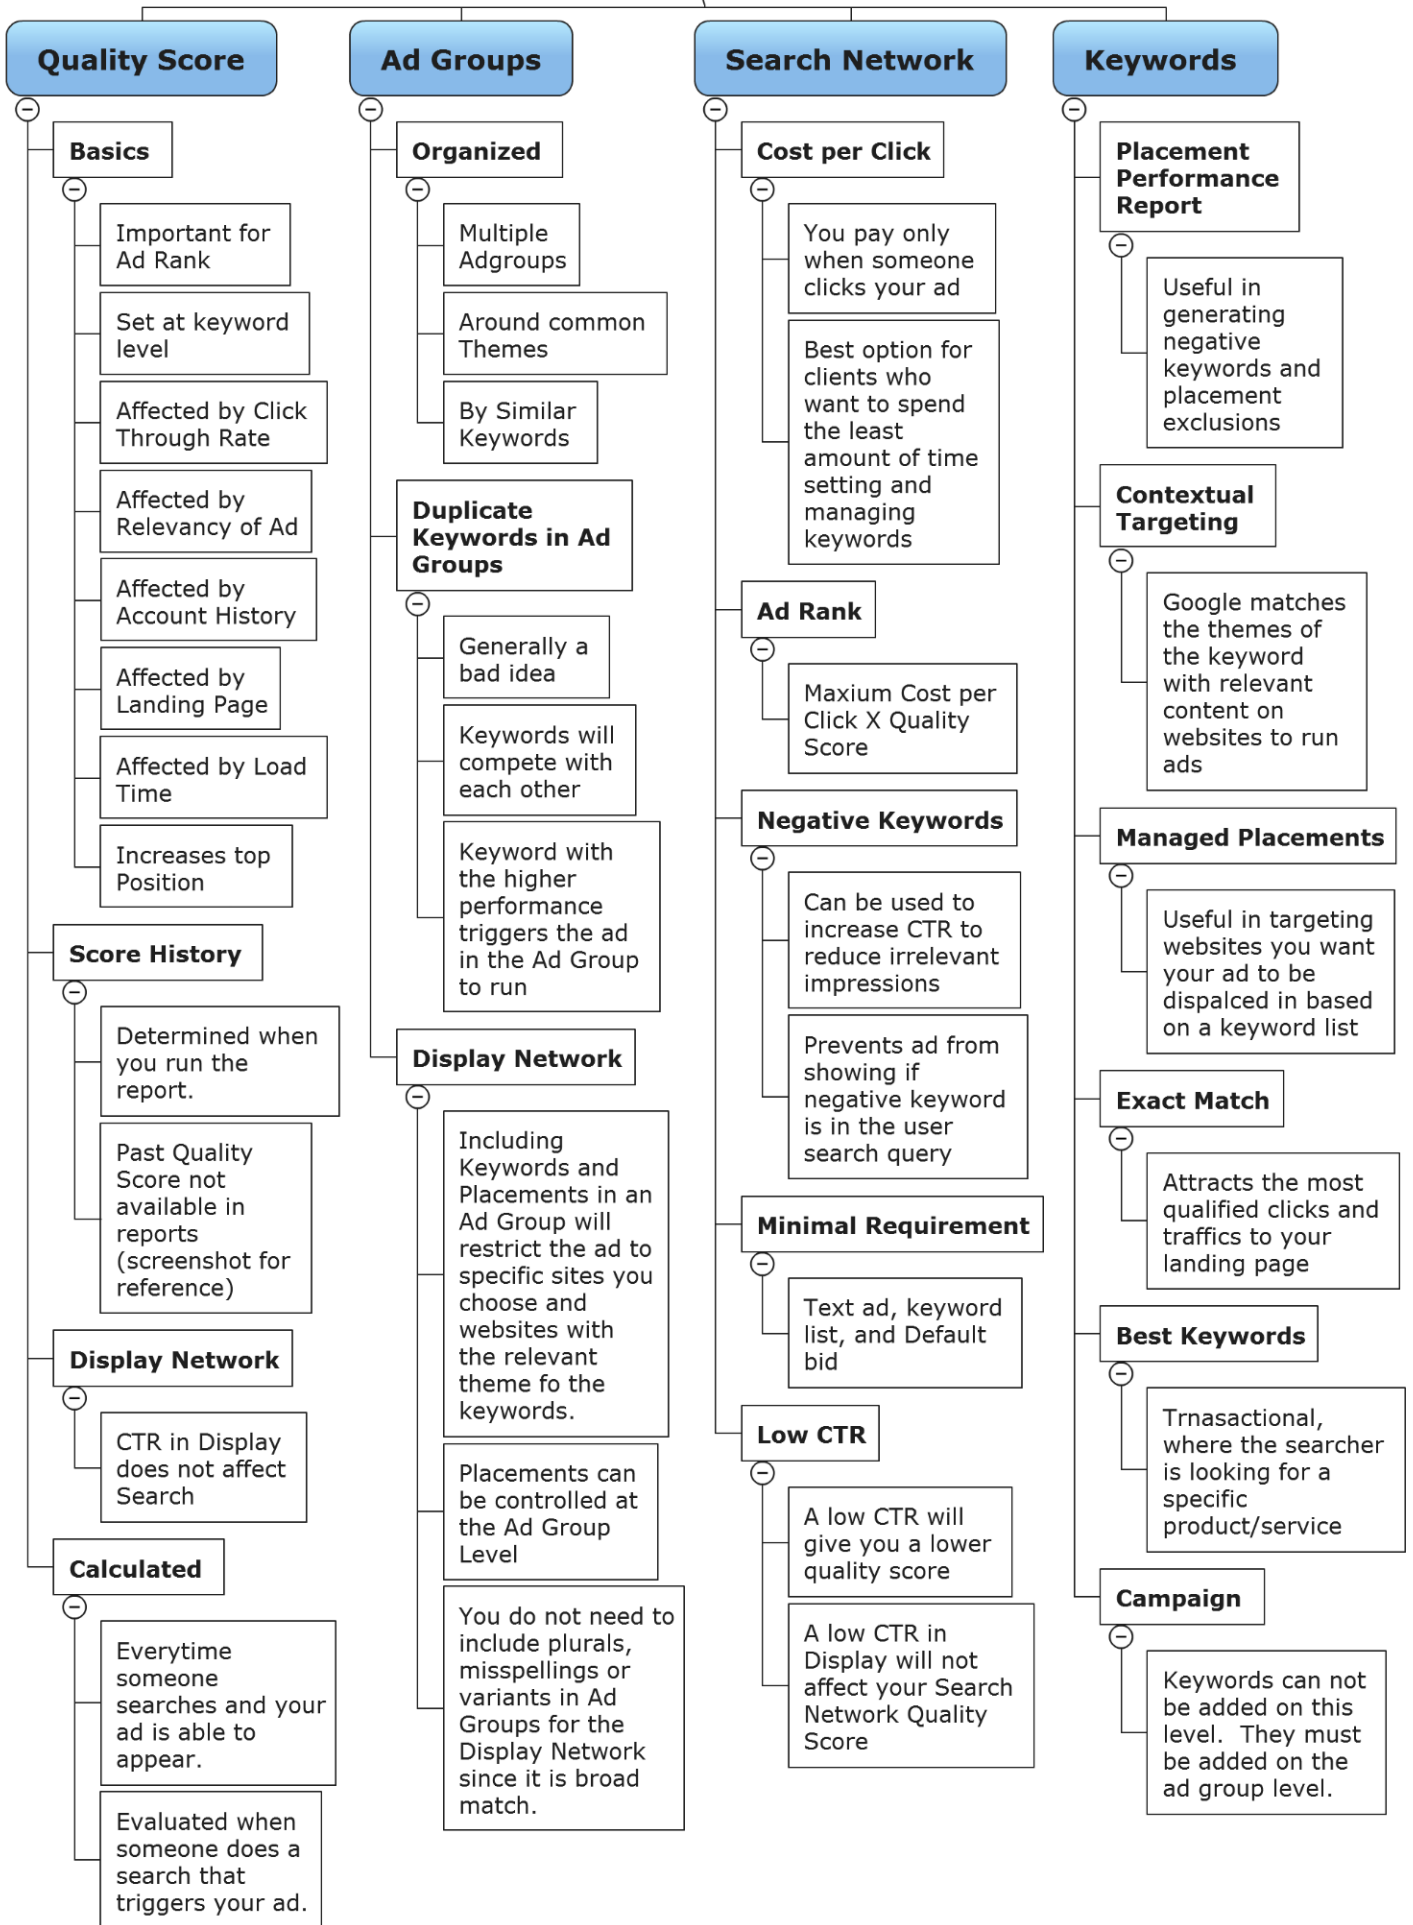 Quality Score
Basics
Important for
Ad Rank
Set at keyword
level
Affected by Click
Through Rate
Affected by
Relevancy of Ad
Affected by
Account History
Affected by
Landing Page
Affected by Load
Time
Increases top
Position
Score History
Determined when
you run the
report.
Past Quality
Score not
available in
reports
(screenshot for
reference)
Display Network
CTR in Display
does not affect
Search
Calculated
Everytime
someone
searches and your
ad is able to
appear.
Evaluated when
someone does a
search that
triggers your ad.
Ad Groups
Organized
Multiple
Adgroups
Around common
Themes
By Similar
Keywords
Duplicate
Keywords in Ad
Groups
Generally a
bad idea
Keywords will
compete with
each other
Keyword with
the higher
performance
triggers the ad
in the Ad Group
to run
Display Network
Including
Keywords and
Placements in an
Ad Group will
restrict the ad to
specific sites you
choose and
websites with
the relevant
theme fo the
keywords.
Placements can
be controlled at
the Ad Group
Level
You do not need to
include plurals,
misspellings or
variants in Ad
Groups for the
Display Network
since it is broad
match.
Search Network
Cost per Click
You pay only
when someone
clicks your ad
Best option for
clients who
want to spend
the least
amount of time
setting and
managing
keywords
Ad Rank
Maxium Cost per
Click X Quality
Score
Negative Keywords
Can be used to
increase CTR to
reduce irrelevant
impressions
Prevents ad from
showing if
negative keyword
is in the user
search query
Minimal Requirement
Text ad, keyword
list, and Default
bid
Low CTR
A low CTR will
give you a lower
quality score
A low CTR in
Display will not
affect your Search
Network Quality
Score
Keywords
Placement
Performance
Report
Useful in
generating
negative
keywords and
placement
exclusions
Contextual
Targeting
Google matches
the themes of
the keyword
with relevant
content on
websites to run
ads
Managed Placements
Useful in targeting
websites you want
your ad to be
dispalced in based
on a keyword list
Exact Match
Attracts the most
qualified clicks and
traffics to your
landing page
Best Keywords
Trnasactional,
where the searcher
is looking for a
specific
product/service
Campaign
Keywords can not
be added on this
level.  They must
be added on the
ad group level.